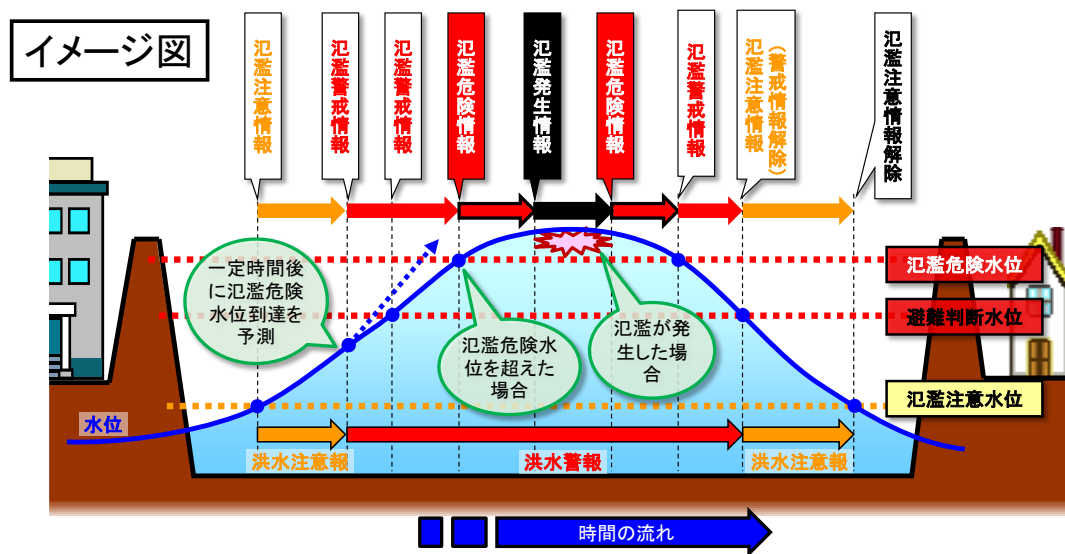 イメージ図
氾濫注意情報
氾濫警戒情報
氾濫警戒情報
氾濫危険情報
氾濫発生情報
氾濫危険情報
氾濫警戒情報
（警戒情報解除）
氾濫注意情報
氾濫注意情報解除
一定時間後
に氾濫危険
水位到達を
予測
氾濫危険水
位を超えた
場合
氾濫が発
生した場
合
氾濫危険水位
避難判断水位
氾濫注意水位
水位
洪水注意報
洪水警報
洪水注意報
時間の流れ